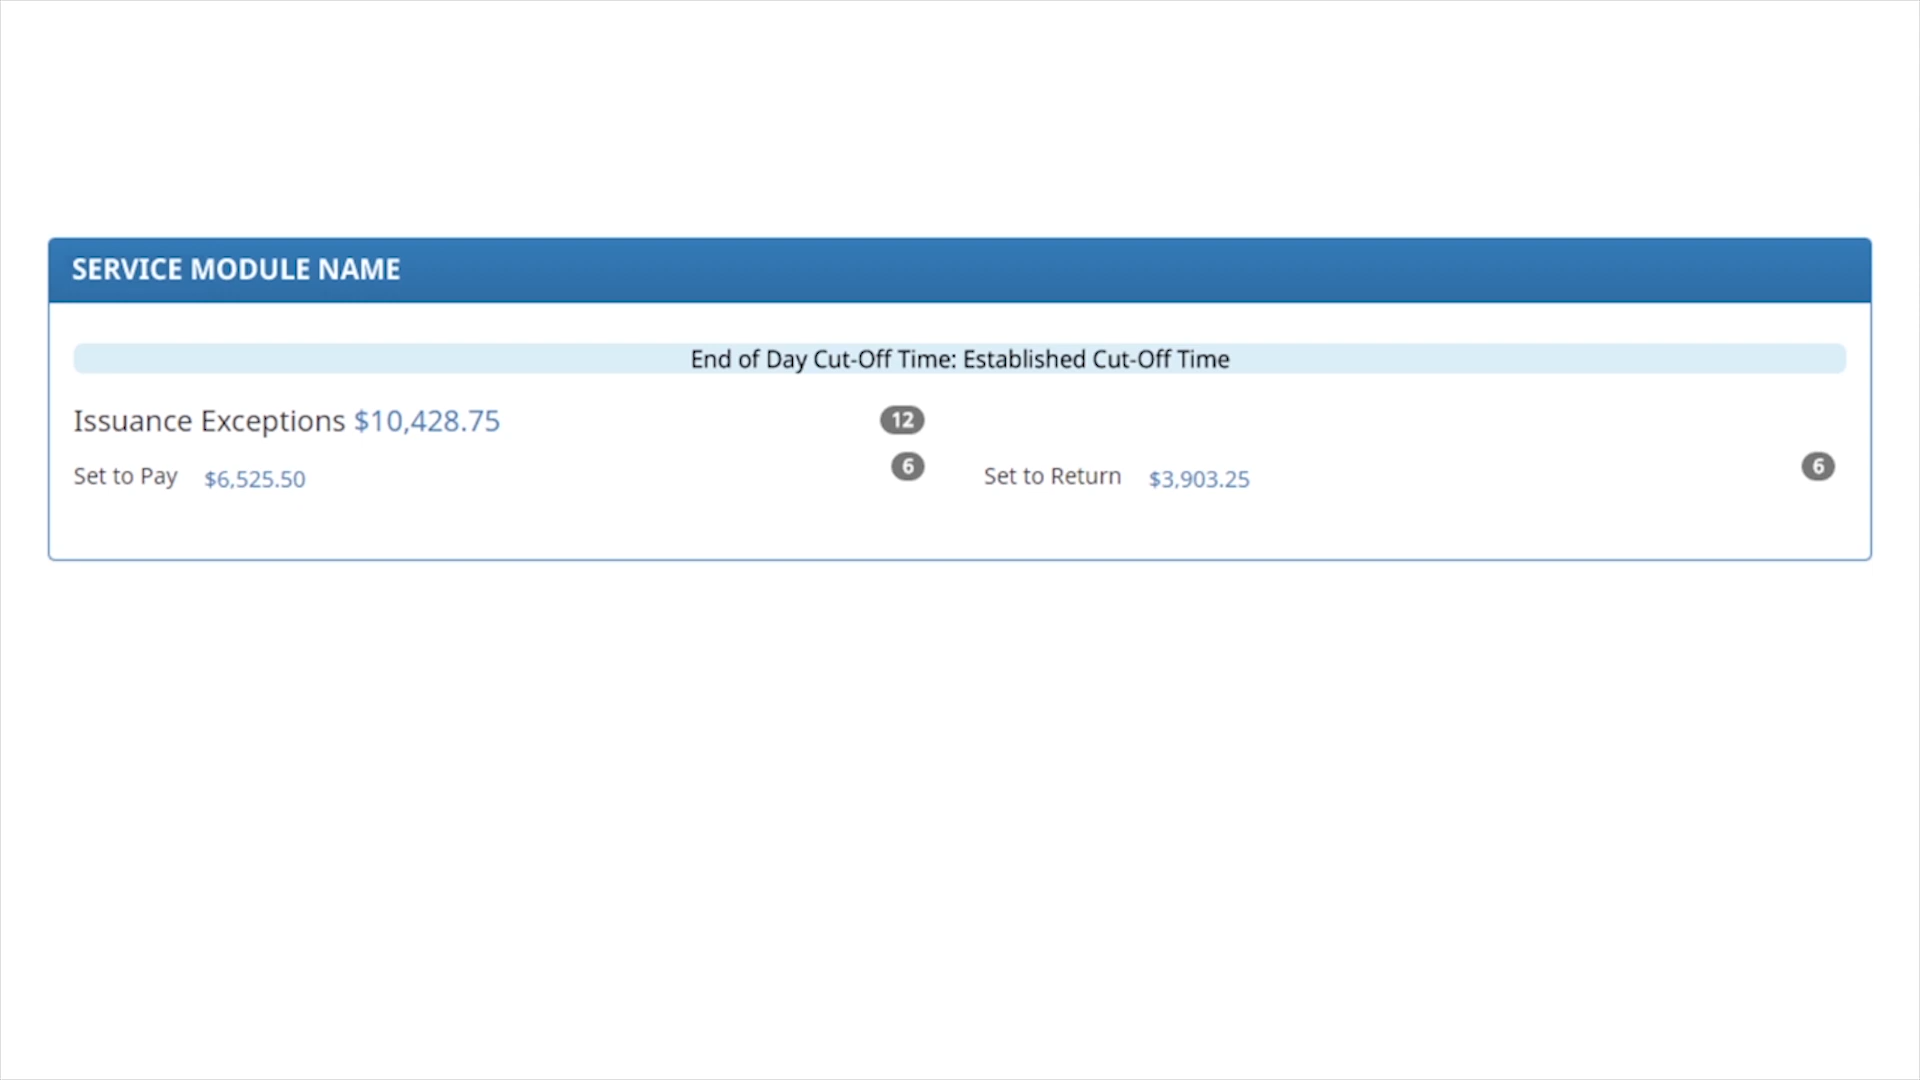 SERVICE MODULE NAME
End of Day Cut-Off Time: Established Cut-Off Time
Issuance Exceptions $10,428.75 12
Set to Pay $6,525.50 6 Set to Return $3,903.25 6